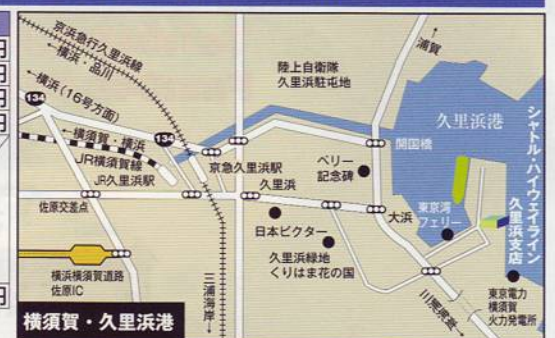 円
円
円
円
円
京浜急行久里浜線
←横浜・品川
←横浜(16号方面)
134
134
←横須賀・横浜
JR横須賀線
JR久里浜駅
佐原交差点
横浜横須賀道路
佐原IC
三浦海岸→
京急久里浜駅
久里浜
日本ビクター
久里浜緑地
くりはま花の国
陸上自衛隊
久里浜駐屯地
ペリー
記念碑
←浦賀
開国橋
久里浜港
大浜
東京湾
フェリー
シャトル・ハイウェイライン
久里浜支店
東京電力
横須賀
火力発電所
横須賀・久里浜港